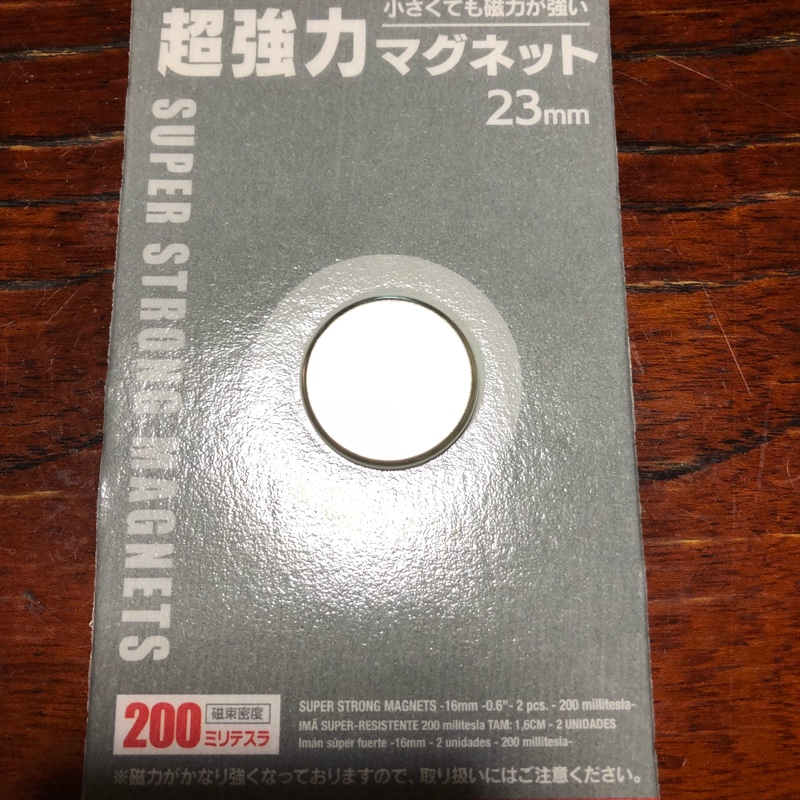 小さくても磁力が強い
超強力マグネット
23mm
SUPER STRONG MAGNETS
200
磁束密度
ミリテスラ
SUPER STRONG MAGNETS -16mm -0.6"- 2 pcs. - 200 millitesla-
IMÃ SUPER-RESISTENTE 200 militesla TAM: 1,6CM - 2 UNIDADES
Imán súper fuerte -16mm - 2 unidades - 200 millitesla-
※磁力がかなり強くなっておりますので、取り扱いにはご注意ください。